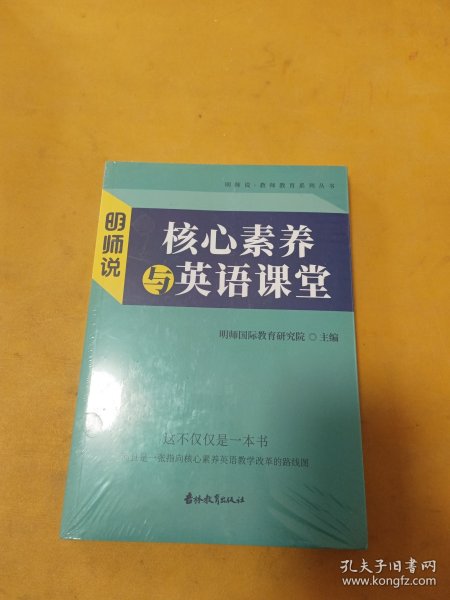 明师说·教师教育系列丛书
明师说
核心素养
与英语课堂
明师国际教育研究院 ○ 主编
这不仅仅是一本书
而且是一张指向核心素养英语教学改革的路线图
吉林教育出版社
孔夫子旧书网
www.kongfz.com